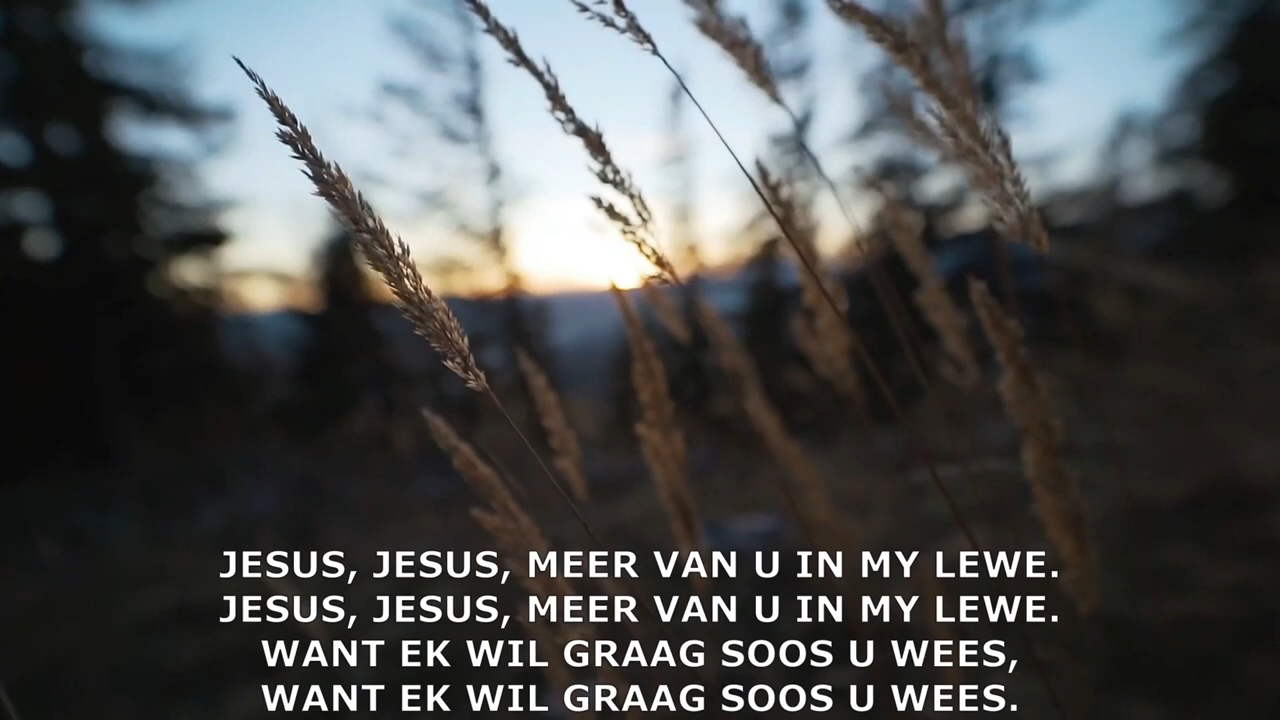 JESUS, JESUS, MEER VAN U IN MY LEWE.
JESUS, JESUS, MEER VAN U IN MY LEWE.
WANT EK WIL GRAAG SOOS U WEES,
WANT EK WIL GRAAG SOOS U WEES.